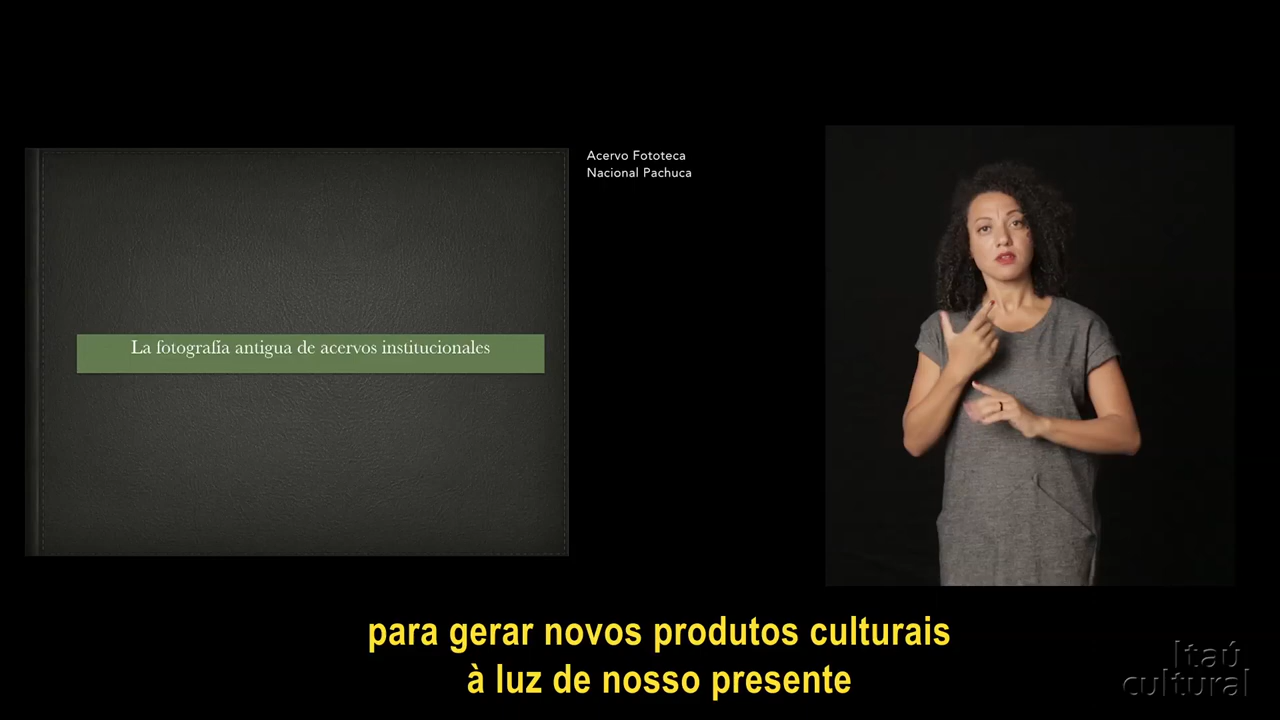 Acervo Fototeca
Nacional Pachuca
La fotografía antigua de acervos institucionales
para gerar novos produtos culturais
à luz de nosso presente
Itaú
cultural